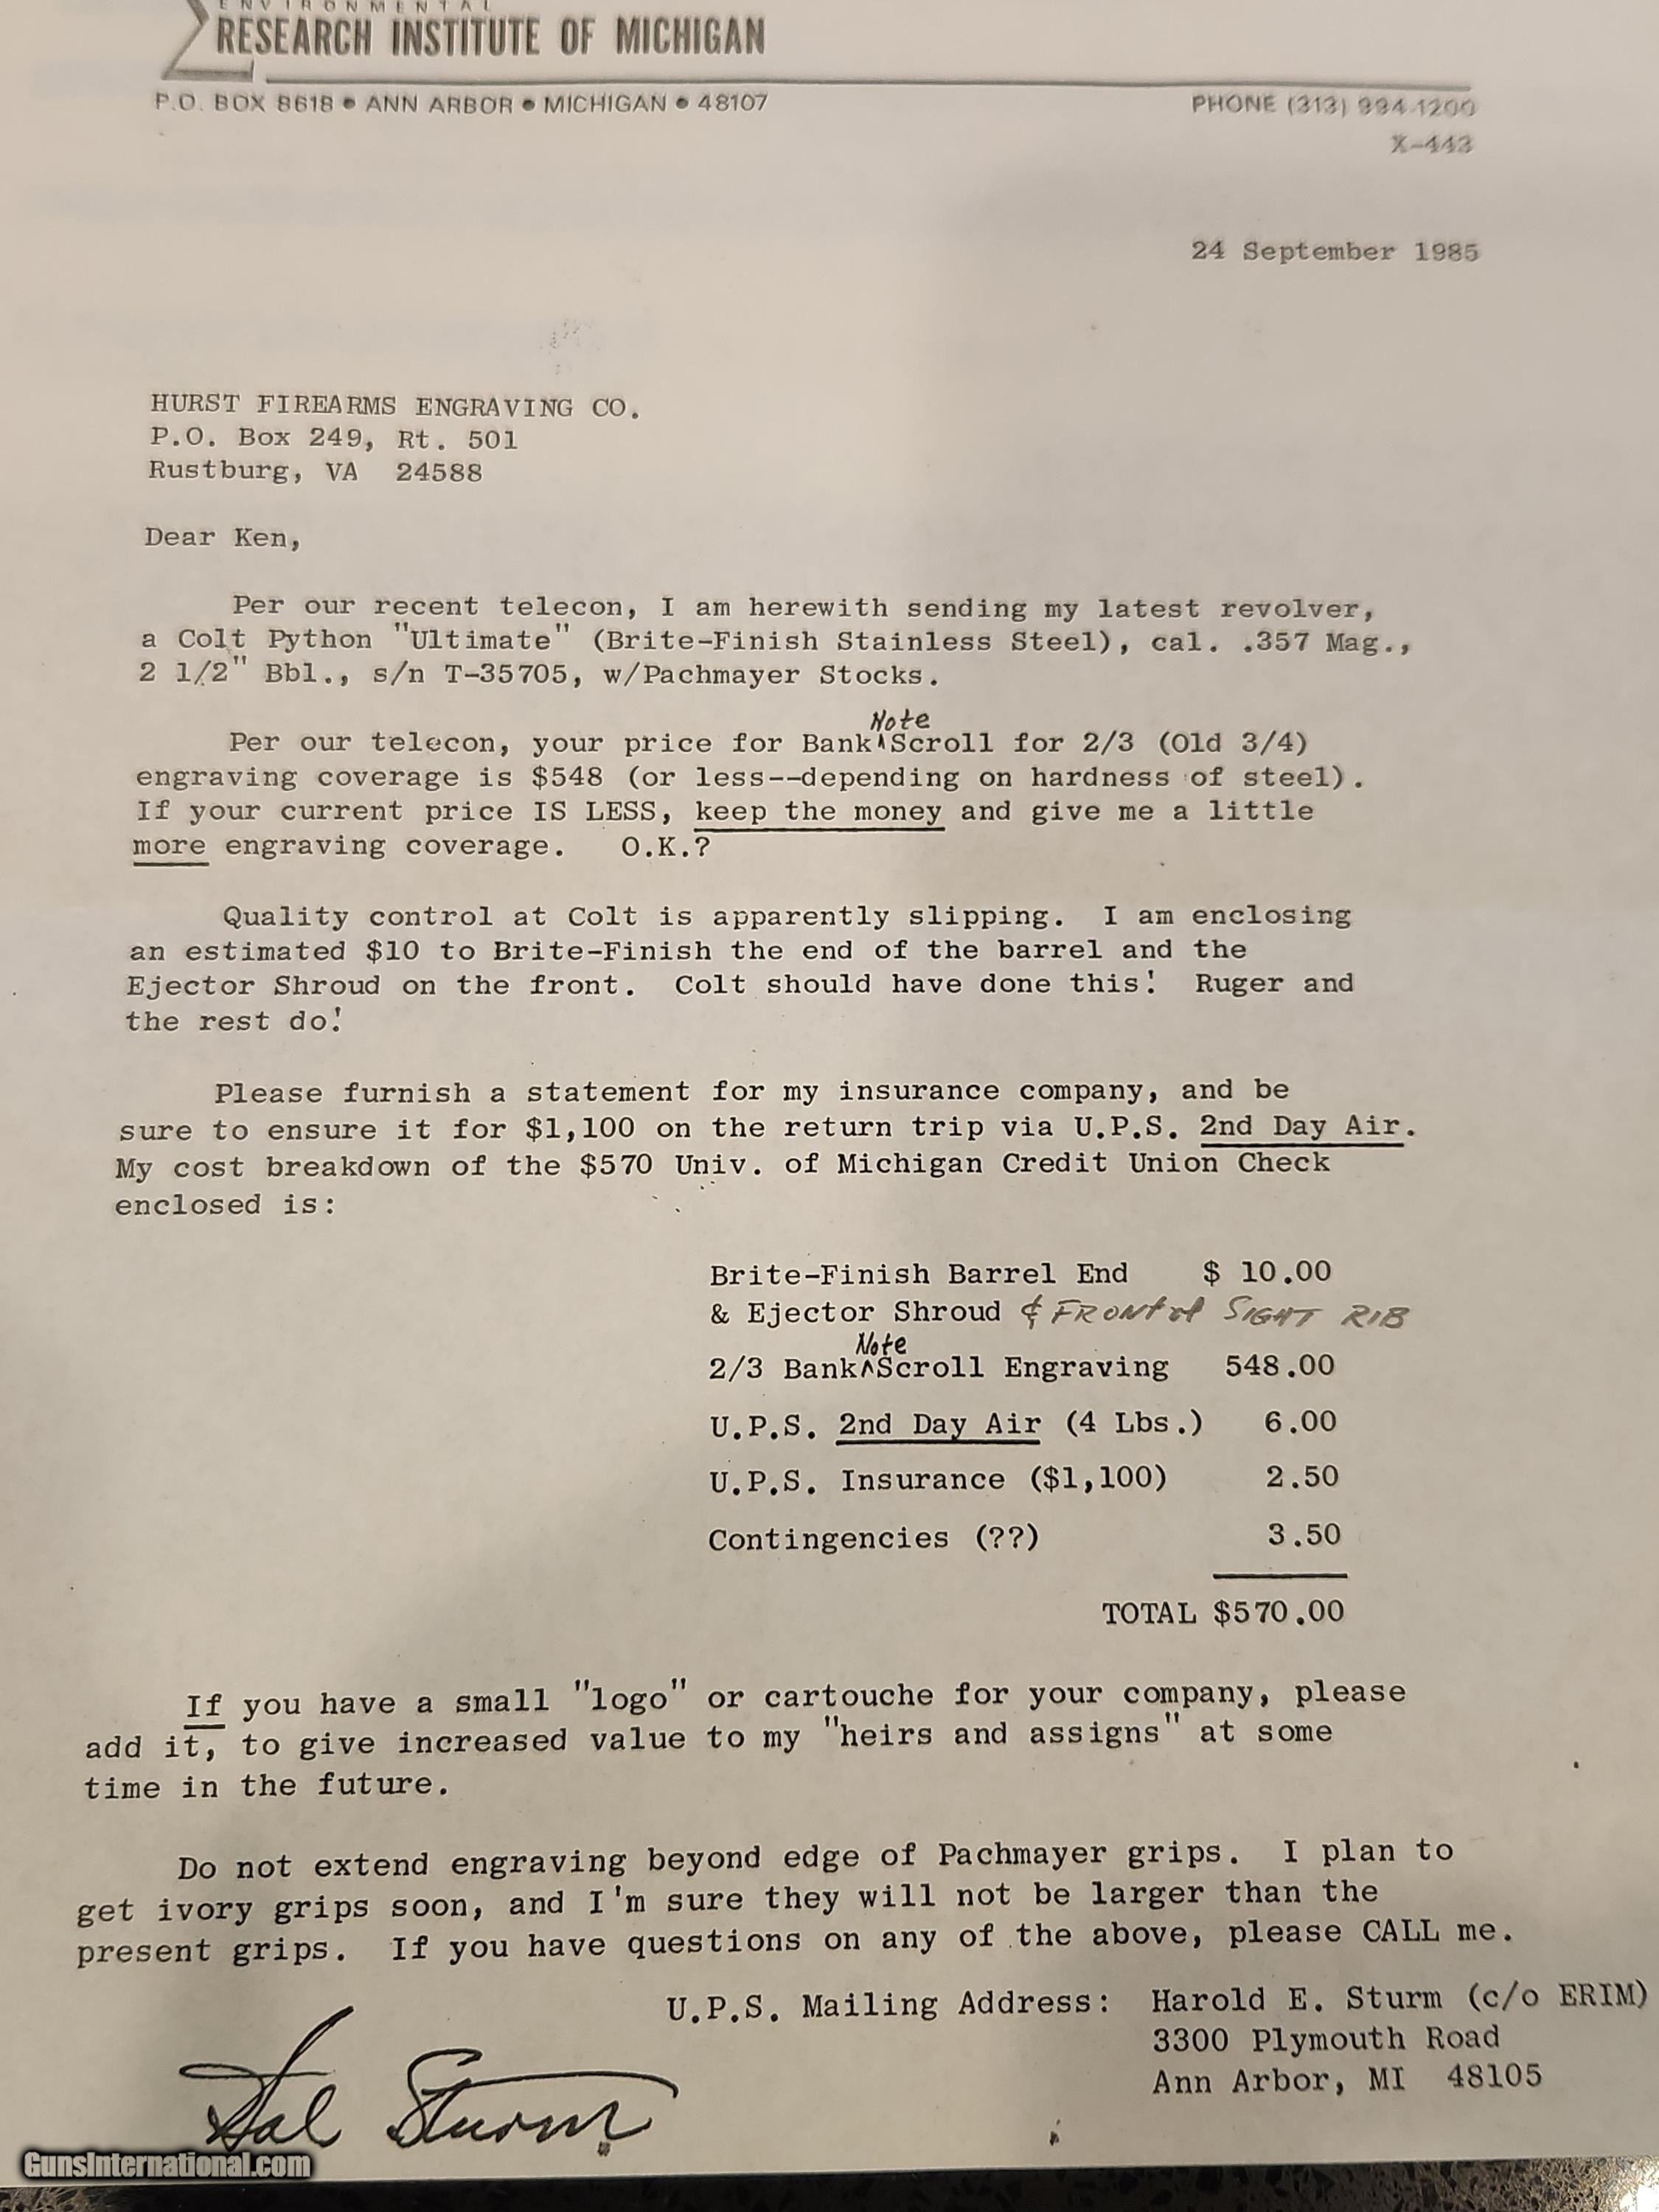 ENVIRONMENTAL
RESEARCH INSTITUTE OF MICHIGAN
P.O. BOX 8618 • ANN ARBOR • MICHIGAN • 48107
PHONE (313) 994-1200
X-443
24 September 1985
HURST FIREARMS ENGRAVING CO.
P.O. Box 249, Rt. 501
Rustburg, VA 24588
Dear Ken,
Per our recent telecon, I am herewith sending my latest revolver,
a Colt Python "Ultimate" (Brite-Finish Stainless Steel), cal. .357 Mag.,
2 1/2" Bbl., s/n T-35705, w/Pachmayer Stocks.
Note
Per our telecon, your price for Bank^Scroll for 2/3 (Old 3/4)
engraving coverage is $548 (or less--depending on hardness of steel).
If your current price IS LESS, keep the money and give me a little
more engraving coverage. O.K.?
Quality control at Colt is apparently slipping. I am enclosing
an estimated $10 to Brite-Finish the end of the barrel and the
Ejector Shroud on the front. Colt should have done this! Ruger and
the rest do!
Please furnish a statement for my insurance company, and be
sure to ensure it for $1,100 on the return trip via U.P.S. 2nd Day Air.
My cost breakdown of the $570 Univ. of Michigan Credit Union Check
enclosed is:
Brite-Finish Barrel End $ 10.00
& Ejector Shroud & FRONT of SIGHT RIB
Note
2/3 Bank^Scroll Engraving 548.00
U.P.S. 2nd Day Air (4 Lbs.) 6.00
U.P.S. Insurance ($1,100) 2.50
Contingencies (??) 3.50
TOTAL $570.00
If you have a small "logo" or cartouche for your company, please
add it, to give increased value to my "heirs and assigns" at some
time in the future.
Do not extend engraving beyond edge of Pachmayer grips. I plan to
get ivory grips soon, and I'm sure they will not be larger than the
present grips. If you have questions on any of the above, please CALL me.
U.P.S. Mailing Address: Harold E. Sturm (c/o ERIM)
3300 Plymouth Road
Ann Arbor, MI 48105
Hal Sturm
GunsInternational.com